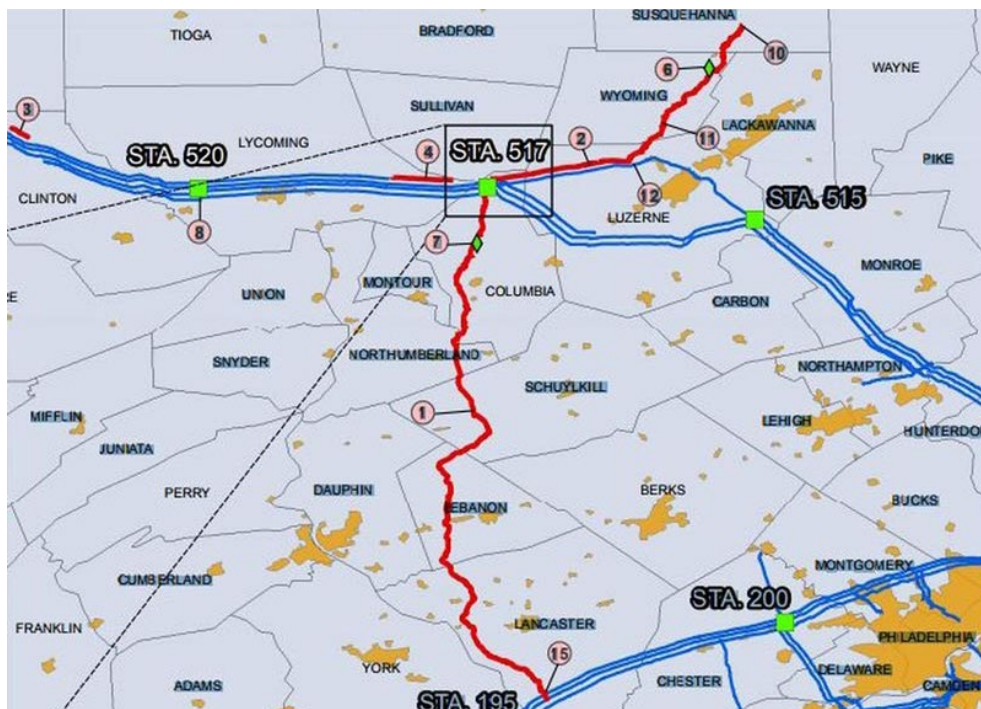 SUSQUEHANNA
BRADFORD
TIOGA
10
6
WAYNE
WYOMING
3
SULLIVAN
11
LACKAWANNA
LYCOMING
STA. 520
4
STA. 517
2
PIKE
CLINTON
12
LUZERNE
STA. 515
8
7
MONROE
UNION
MONTOUR
COLUMBIA
CARBON
RE
SNYDER
NORTHUMBERLAND
NORTHAMPTON
SCHUYLKILL
1
MIFFLIN
LEHIGH
HUNTERDO
JUNIATA
PERRY
DAUPHIN
BERKS
BUCKS
LEBANON
MONTGOMERY
CUMBERLAND
STA. 200
LANCASTER
FRANKLIN
PHILADELPHIA
15
YORK
DELAWARE
CHESTER
ADAMS
CAMDEN
STA. 195